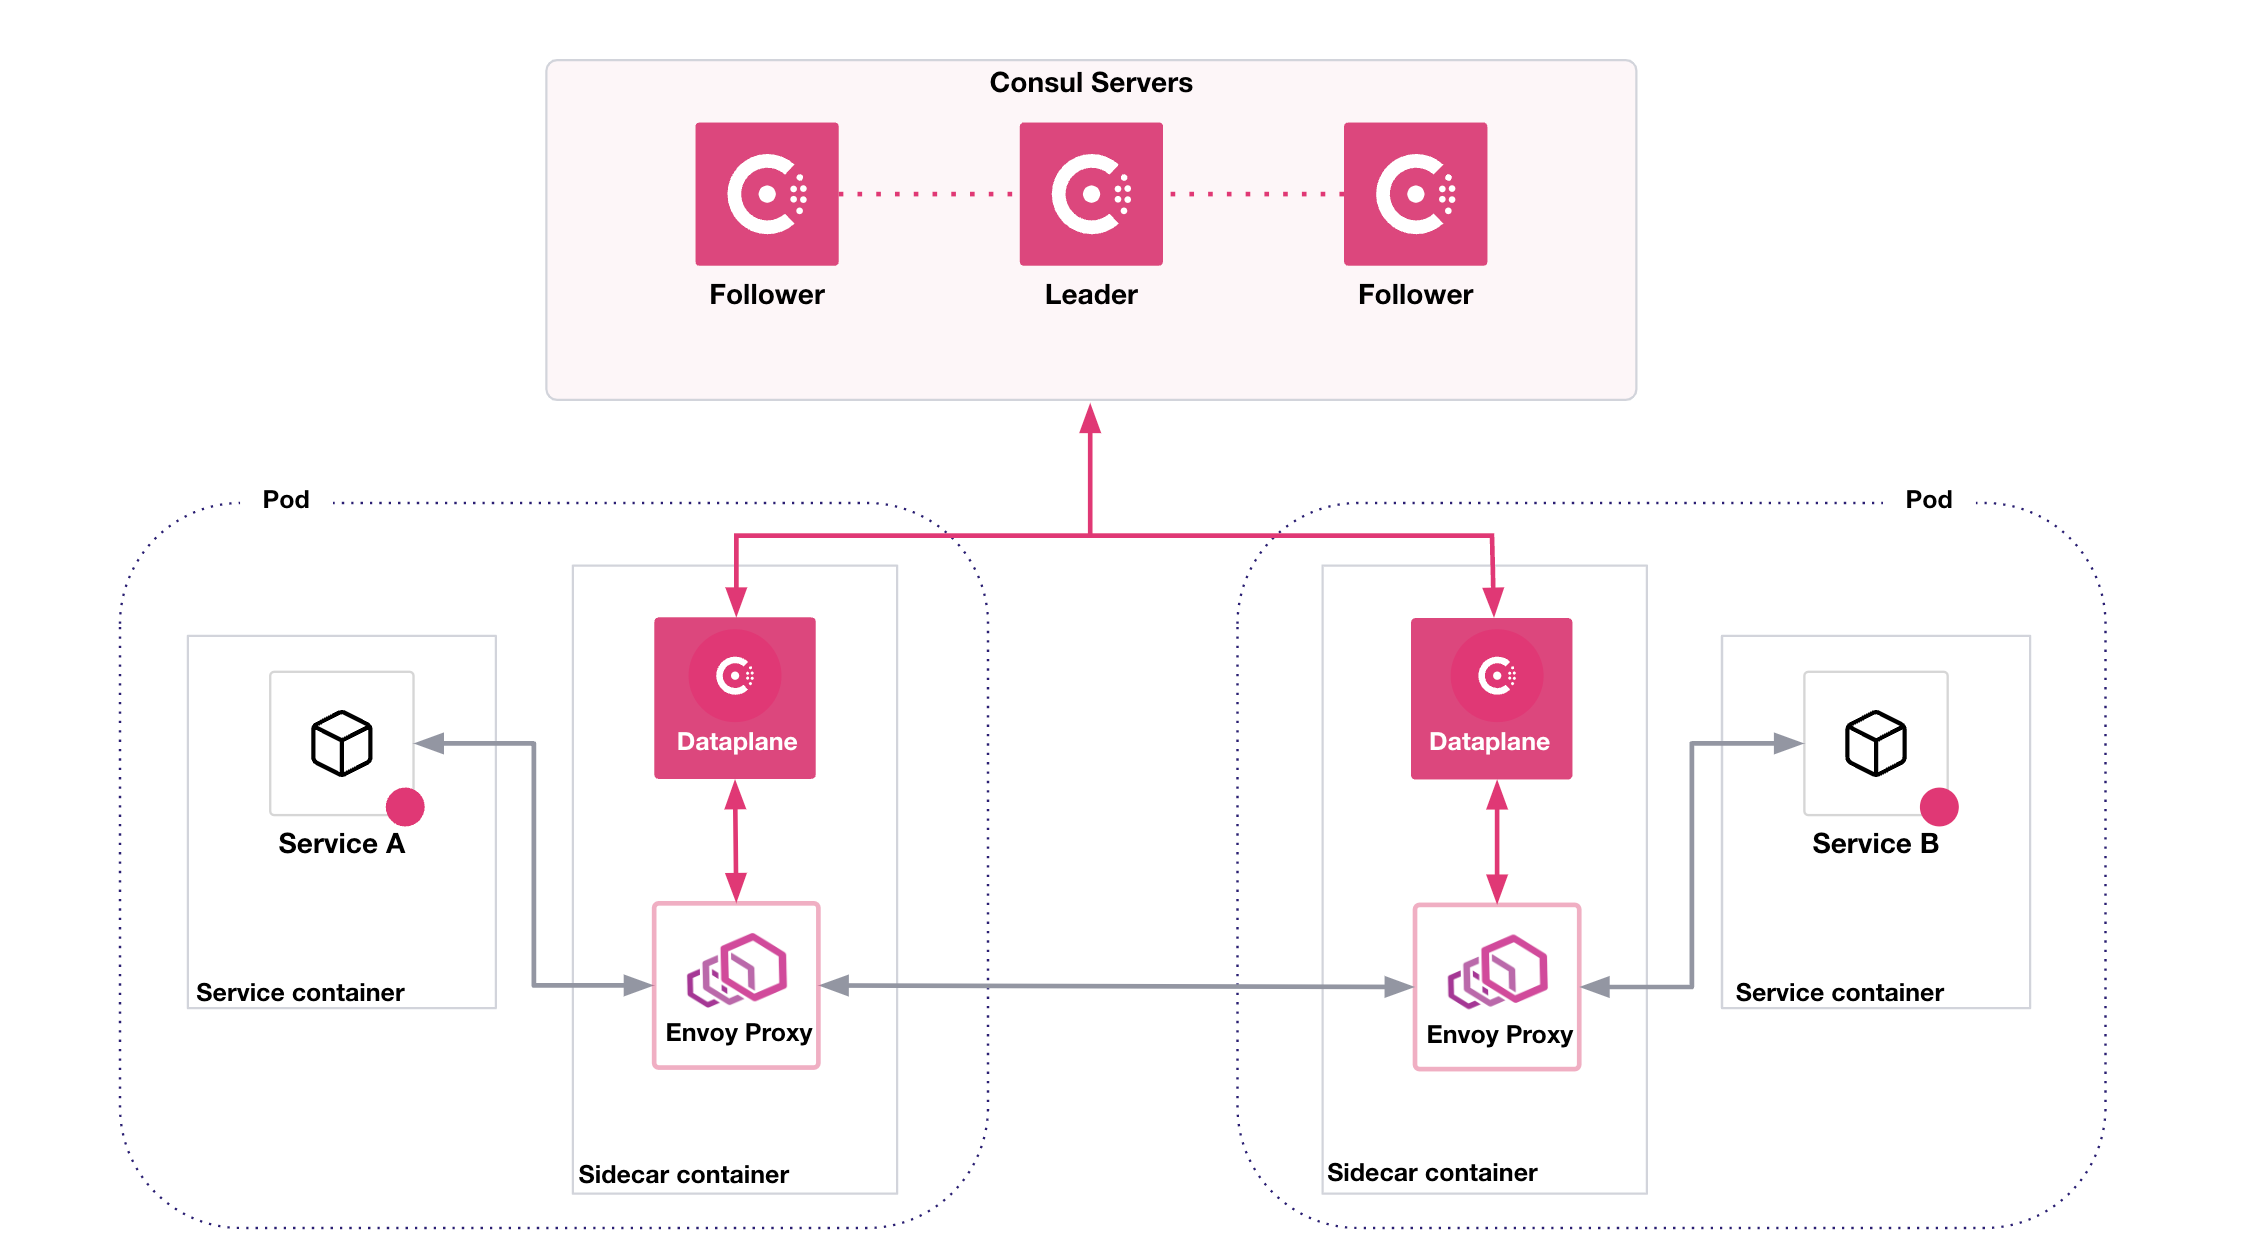 Consul Servers
Follower
Leader
Follower
Pod
Pod
Dataplane
Dataplane
Service A
Service B
Service container
Service container
Envoy Proxy
Envoy Proxy
Sidecar container
Sidecar container